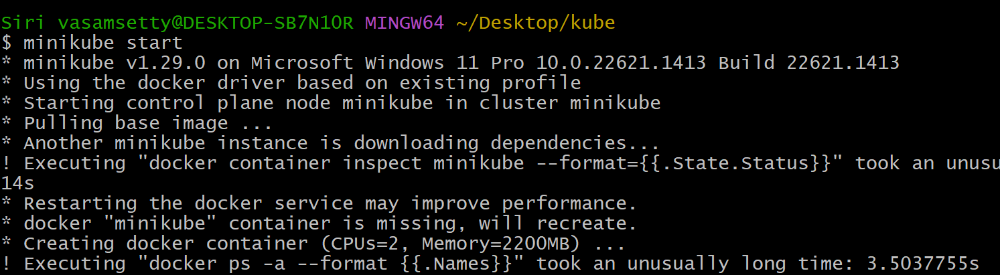 Siri vasamsetty@DESKTOP-SB7N1OR MINGW64 ~/Desktop/kube
$ minikube start
* minikube v1.29.0 on Microsoft Windows 11 Pro 10.0.22621.1413 Build 22621.1413
* Using the docker driver based on existing profile
* Starting control plane node minikube in cluster minikube
* Pulling base image ...
* Another minikube instance is downloading dependencies...
! Executing "docker container inspect minikube --format={{.State.Status}}" took an unusu
14s
* Restarting the docker service may improve performance.
* docker "minikube" container is missing, will recreate.
* Creating docker container (CPUs=2, Memory=2200MB) ...
! Executing "docker ps -a --format {{.Names}}" took an unusually long time: 3.5037755s